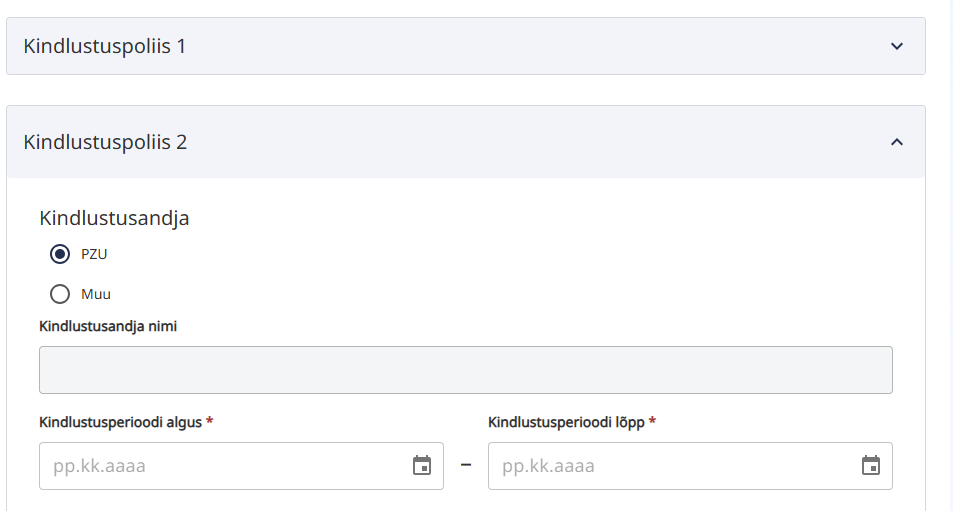 Kindlustuspoliis 1
Kindlustuspoliis 2
Kindlustusandja
PZU
Muu
Kindlustusandja nimi
Kindlustusperioodi algus * Kindlustusperioodi lõpp *
pp.kk.aaaa – pp.kk.aaaa